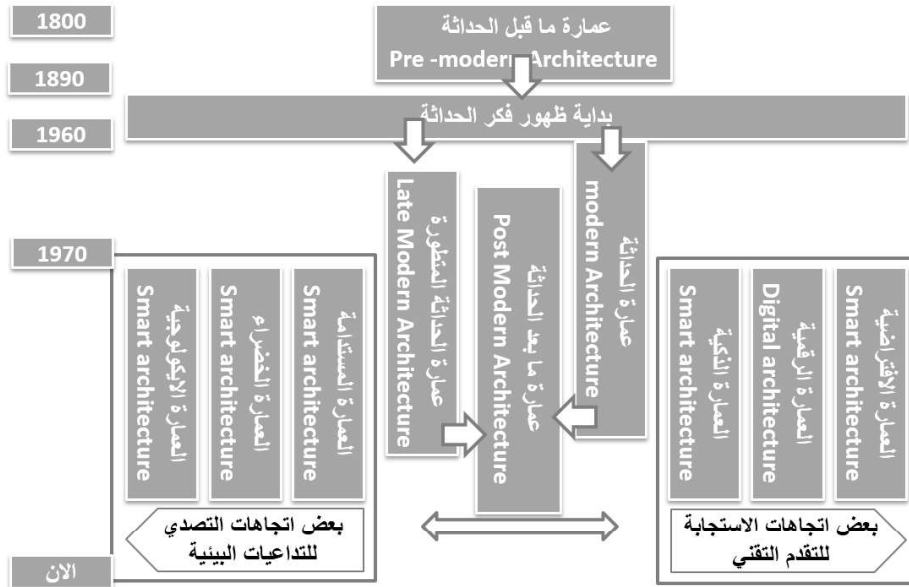 1800
1890
1960
1970
الان
عمارة ما قبل الحداثة
Pre -modern Architecture
بداية ظهور فكر الحداثة
عمارة الحداثة
modern Architecture
عمارة ما بعد الحداثة
Post Modern Architecture
عمارة الحداثة المتطورة
Late Modern Architecture
العمارة الافتراضية
Smart architecture
العمارة الرقمية
Digital architecture
العمارة الذكية
Smart architecture
بعض اتجاهات الاستجابة
للتقدم التقني
العمارة المستدامة
Smart architecture
العمارة الخضراء
Smart architecture
العمارة الايكولوجية
Smart architecture
بعض اتجاهات التصدي
للتداعيات البيئية